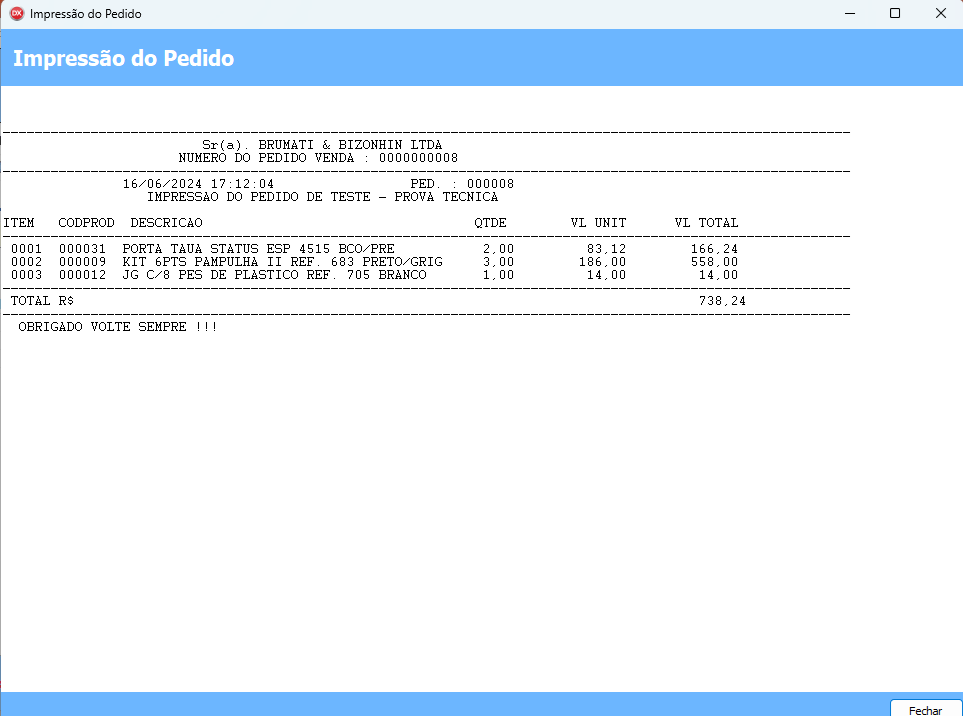 Impressão do Pedido
Impressão do Pedido
Sr(a). BRUMATI & BIZONHIN LTDA
NUMERO DO PEDIDO VENDA : 0000000008
16/06/2024 17:12:04 PED. : 000008
IMPRESSAO DO PEDIDO DE TESTE - PROVA TECNICA
ITEM CODPROD DESCRICAO QTDE VL UNIT VL TOTAL
0001 000031 PORTA TAUA STATUS ESP 4515 BCO/PRE 2,00 83,12 166,24
0002 000009 KIT 6PTS PAMPULHA II REF. 683 PRETO/GRIG 3,00 186,00 558,00
0003 000012 JG C/8 PES DE PLASTICO REF. 705 BRANCO 1,00 14,00 14,00
TOTAL R$ 738,24
OBRIGADO VOLTE SEMPRE !!!
Fechar